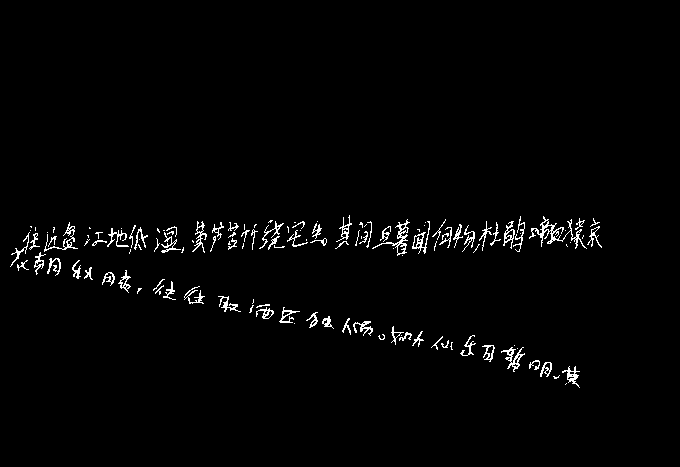 住近湓江地低湿,黄芦苦竹绕宅生。其间旦暮闻何物,杜鹃啼血猿哀
花朝秋月夜,往往取酒还独倾。如听仙乐耳暂明。莫